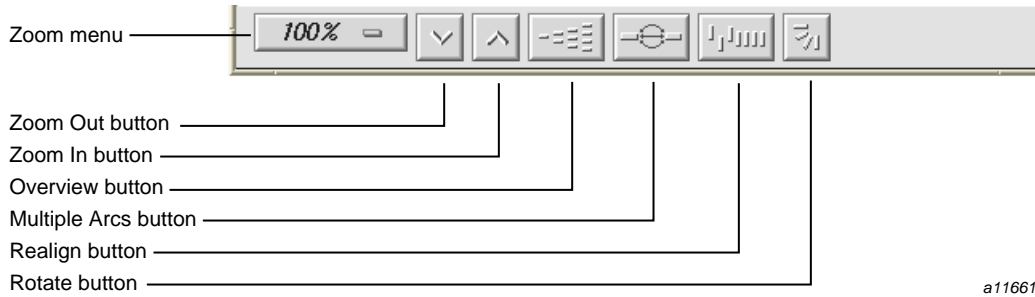 Zoom menu
100%
Zoom Out button
Zoom In button
Overview button
Multiple Arcs button
Realign button
Rotate button
a11661